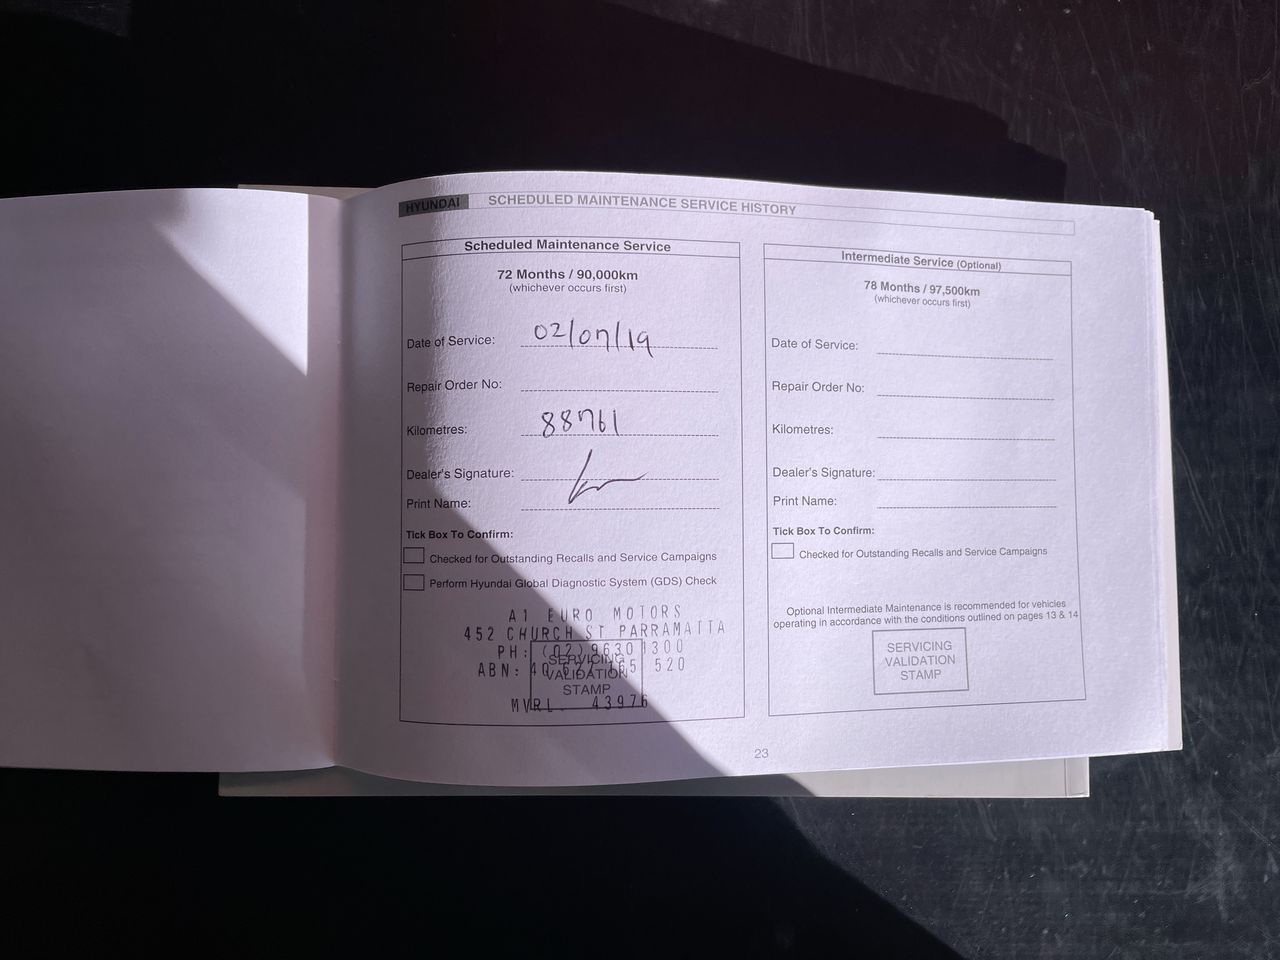 HYUNDAI SCHEDULED MAINTENANCE SERVICE HISTORY
Scheduled Maintenance Service
72 Months / 90,000km
(whichever occurs first)
Date of Service: 02/07/19
Repair Order No:
Kilometres: 88761
Dealer's Signature:
Print Name:
Tick Box To Confirm:
Checked for Outstanding Recalls and Service Campaigns
Perform Hyundai Global Diagnostic System (GDS) Check
A1 EURO MOTORS
452 CHURCH ST PARRAMATTA
PH: (02) 9630 1300
ABN: 520
SERVICING
VALIDATION
STAMP
MVRL. 43976
Intermediate Service (Optional)
78 Months / 97,500km
(whichever occurs first)
Date of Service:
Repair Order No:
Kilometres:
Dealer's Signature:
Print Name:
Tick Box To Confirm:
Checked for Outstanding Recalls and Service Campaigns
Optional Intermediate Maintenance is recommended for vehicles
operating in accordance with the conditions outlined on pages 13 & 14
SERVICING
VALIDATION
STAMP
23